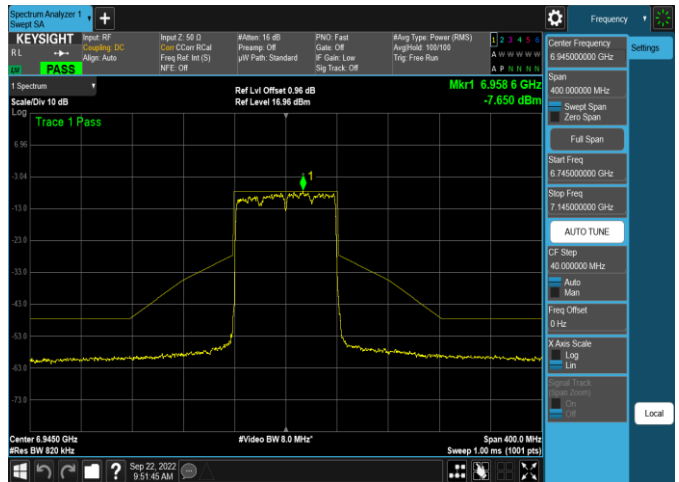 Spectrum Analyzer 1
Swept SA
KEYSIGHT
RL
LV
PASS
Input: RF
Coupling: DC
Align: Auto
Input Z: 50 Ω
Corr CCorr RCal
Freq Ref: Int (S)
NFE: Off
#Atten: 16 dB
Preamp: Off
µW Path: Standard
PNO: Fast
Gate: Off
IF Gain: Low
Sig Track: Off
#Avg Type: Power (RMS)
Avg|Hold: 100/100
Trig: Free Run
1 2 3 4 5 6
A W W W W W
A P N N N N
1 Spectrum
Scale/Div 10 dB
Log
Ref Lvl Offset 0.96 dB
Ref Level 16.96 dBm
Mkr1 6.958 6 GHz
-7.650 dBm
Trace 1 Pass
1
6.96
-3.04
-13.0
-23.0
-33.0
-43.0
-53.0
-63.0
-73.0
Center 6.9450 GHz
#Res BW 820 kHz
#Video BW 8.0 MHz*
Span 400.0 MHz
Sweep 1.00 ms (1001 pts)
?
Sep 22, 2022
9:51:45 AM
Frequency
Settings
Center Frequency
6.945000000 GHz
Span
400.000000 MHz
Swept Span
Zero Span
Full Span
Start Freq
6.745000000 GHz
Stop Freq
7.145000000 GHz
AUTO TUNE
CF Step
40.000000 MHz
Auto
Man
Freq Offset
0 Hz
X Axis Scale
Log
Lin
Signal Track
(Span Zoom)
On
Off
Local